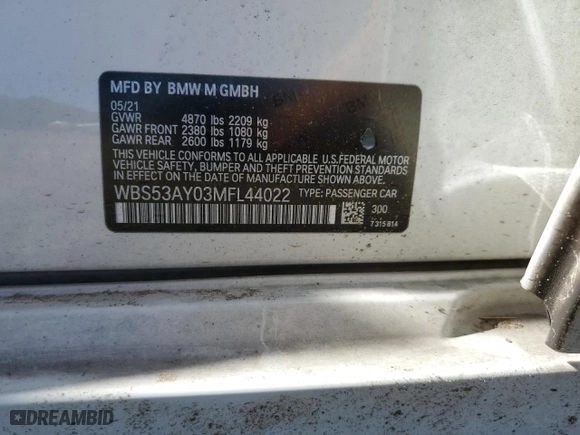 MFD BY BMW M GMBH
05/21
GVWR 4870 lbs 2209 kg
GAWR FRONT 2380 lbs 1080 kg
GAWR REAR 2600 lbs 1179 kg
THIS VEHICLE CONFORMS TO ALL APPLICABLE U.S.FEDERAL MOTOR
VEHICLE SAFETY, BUMPER AND THEFT PREVENTION STANDARDS
IN EFFECT ON THE DATE OF MANUFACTURE SHOWN ABOVE.
WBS53AY03MFL44022 TYPE: PASSENGER CAR
300
7315814
DREAMBID